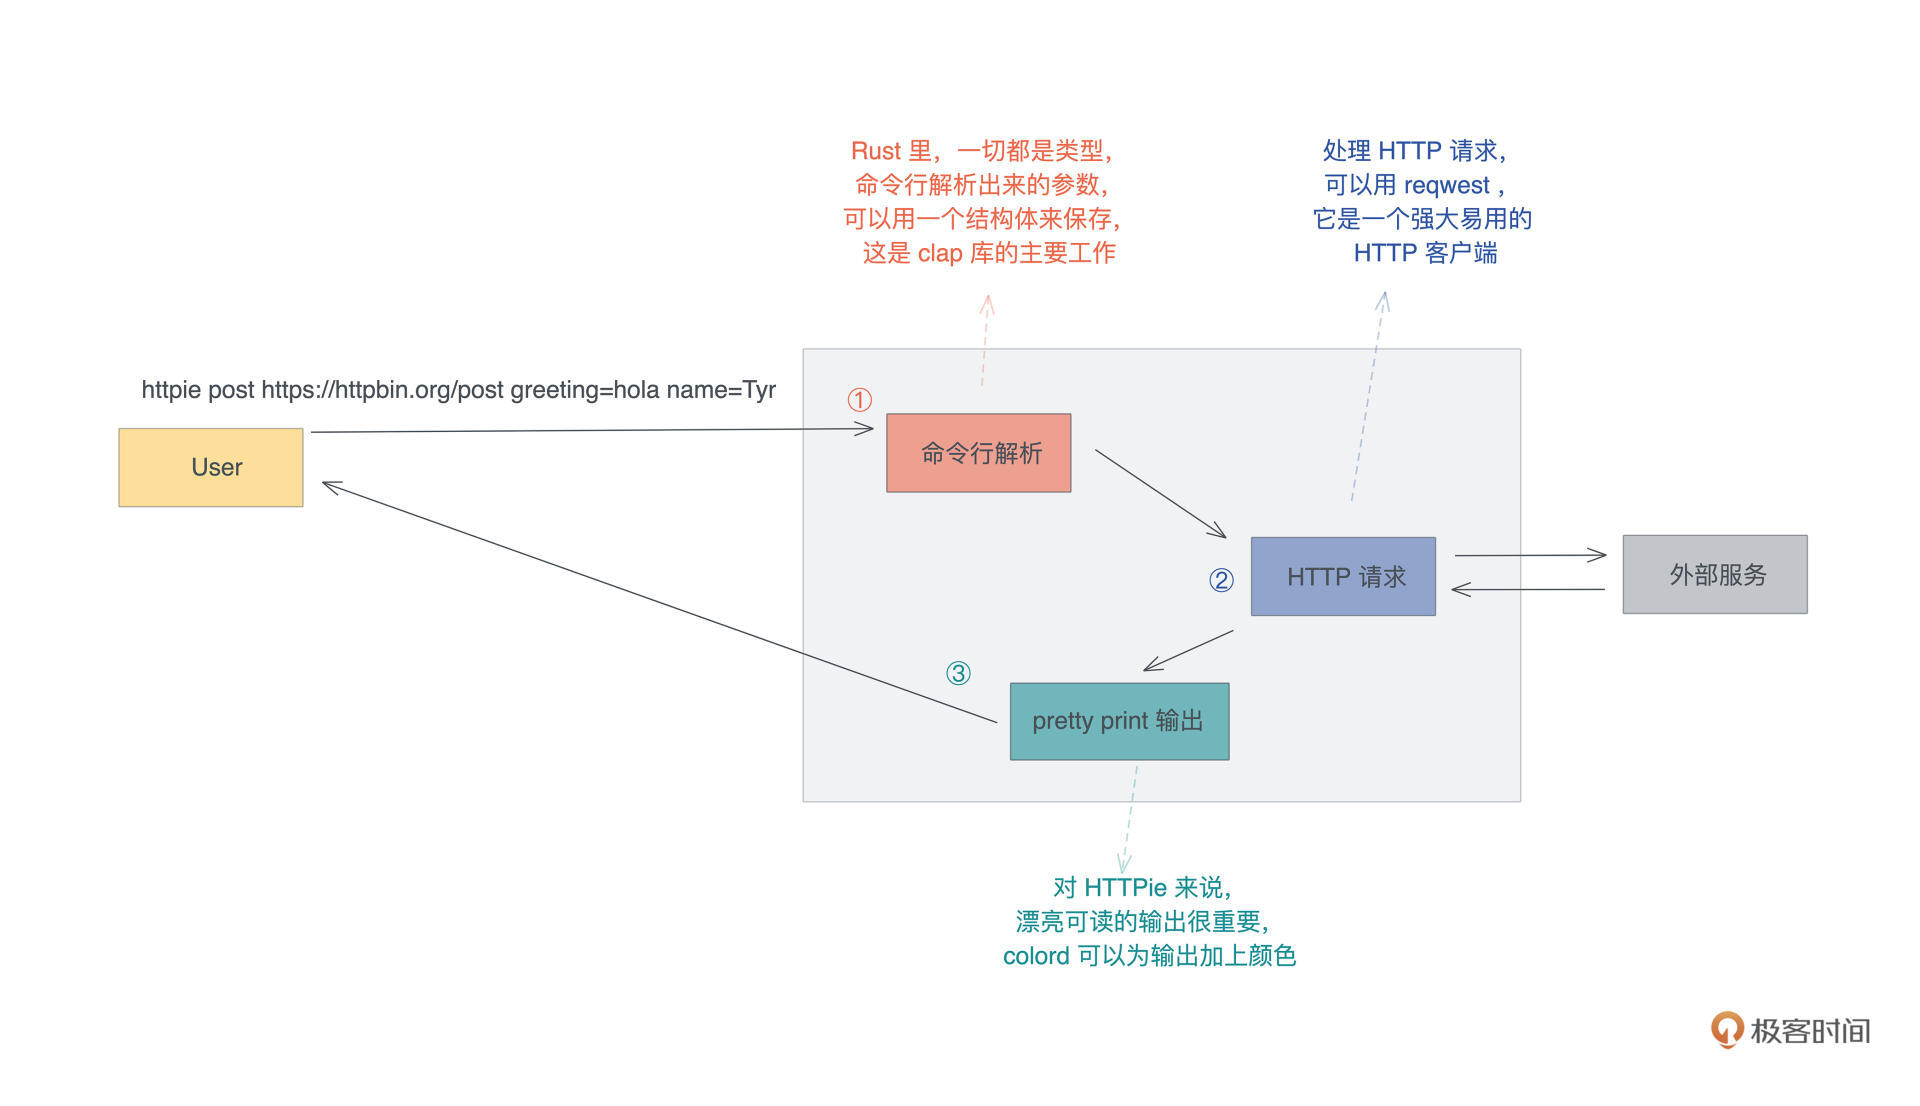 Rust 里，一切都是类型，
命令行解析出来的参数，
可以用一个结构体来保存，
这是 clap 库的主要工作
处理 HTTP 请求，
可以用 reqwest ，
它是一个强大易用的
HTTP 客户端
httpie post https://httpbin.org/post greeting=hola name=Tyr
①
命令行解析
User
②
HTTP 请求
外部服务
③
pretty print 输出
对 HTTPie 来说，
漂亮可读的输出很重要，
colord 可以为输出加上颜色
极客时间